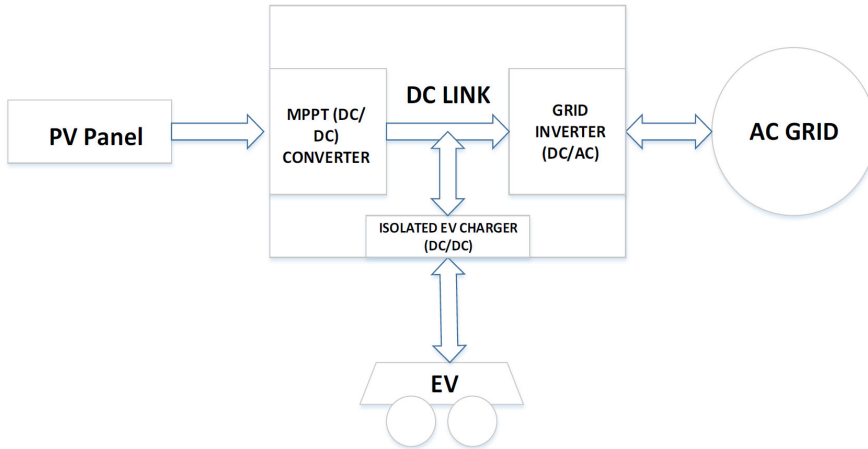 PV Panel
MPPT (DC/
DC)
CONVERTER
DC LINK
GRID
INVERTER
(DC/AC)
AC GRID
ISOLATED EV CHARGER
(DC/DC)
EV